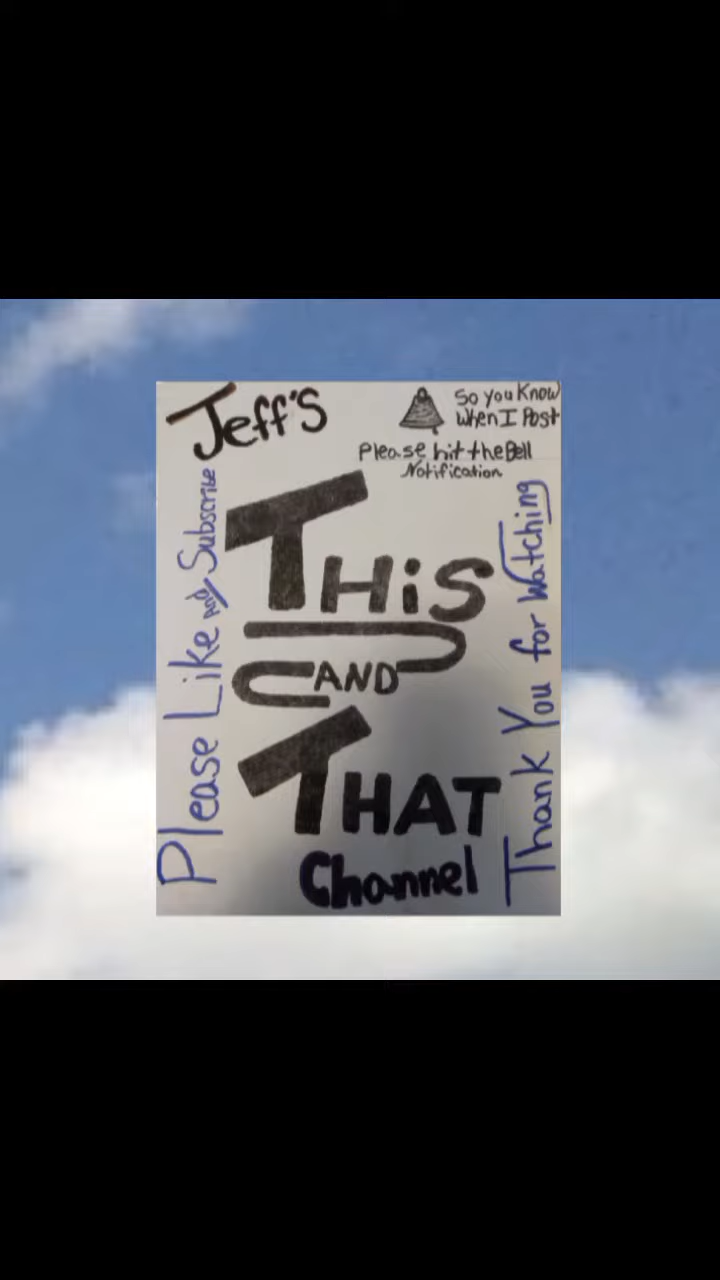 Jeff's
So you Know
when I Post
Please hit the Bell
Notification
THiS
AND
THAT
Channel
Please Like and Subscribe
Thank You for Watching